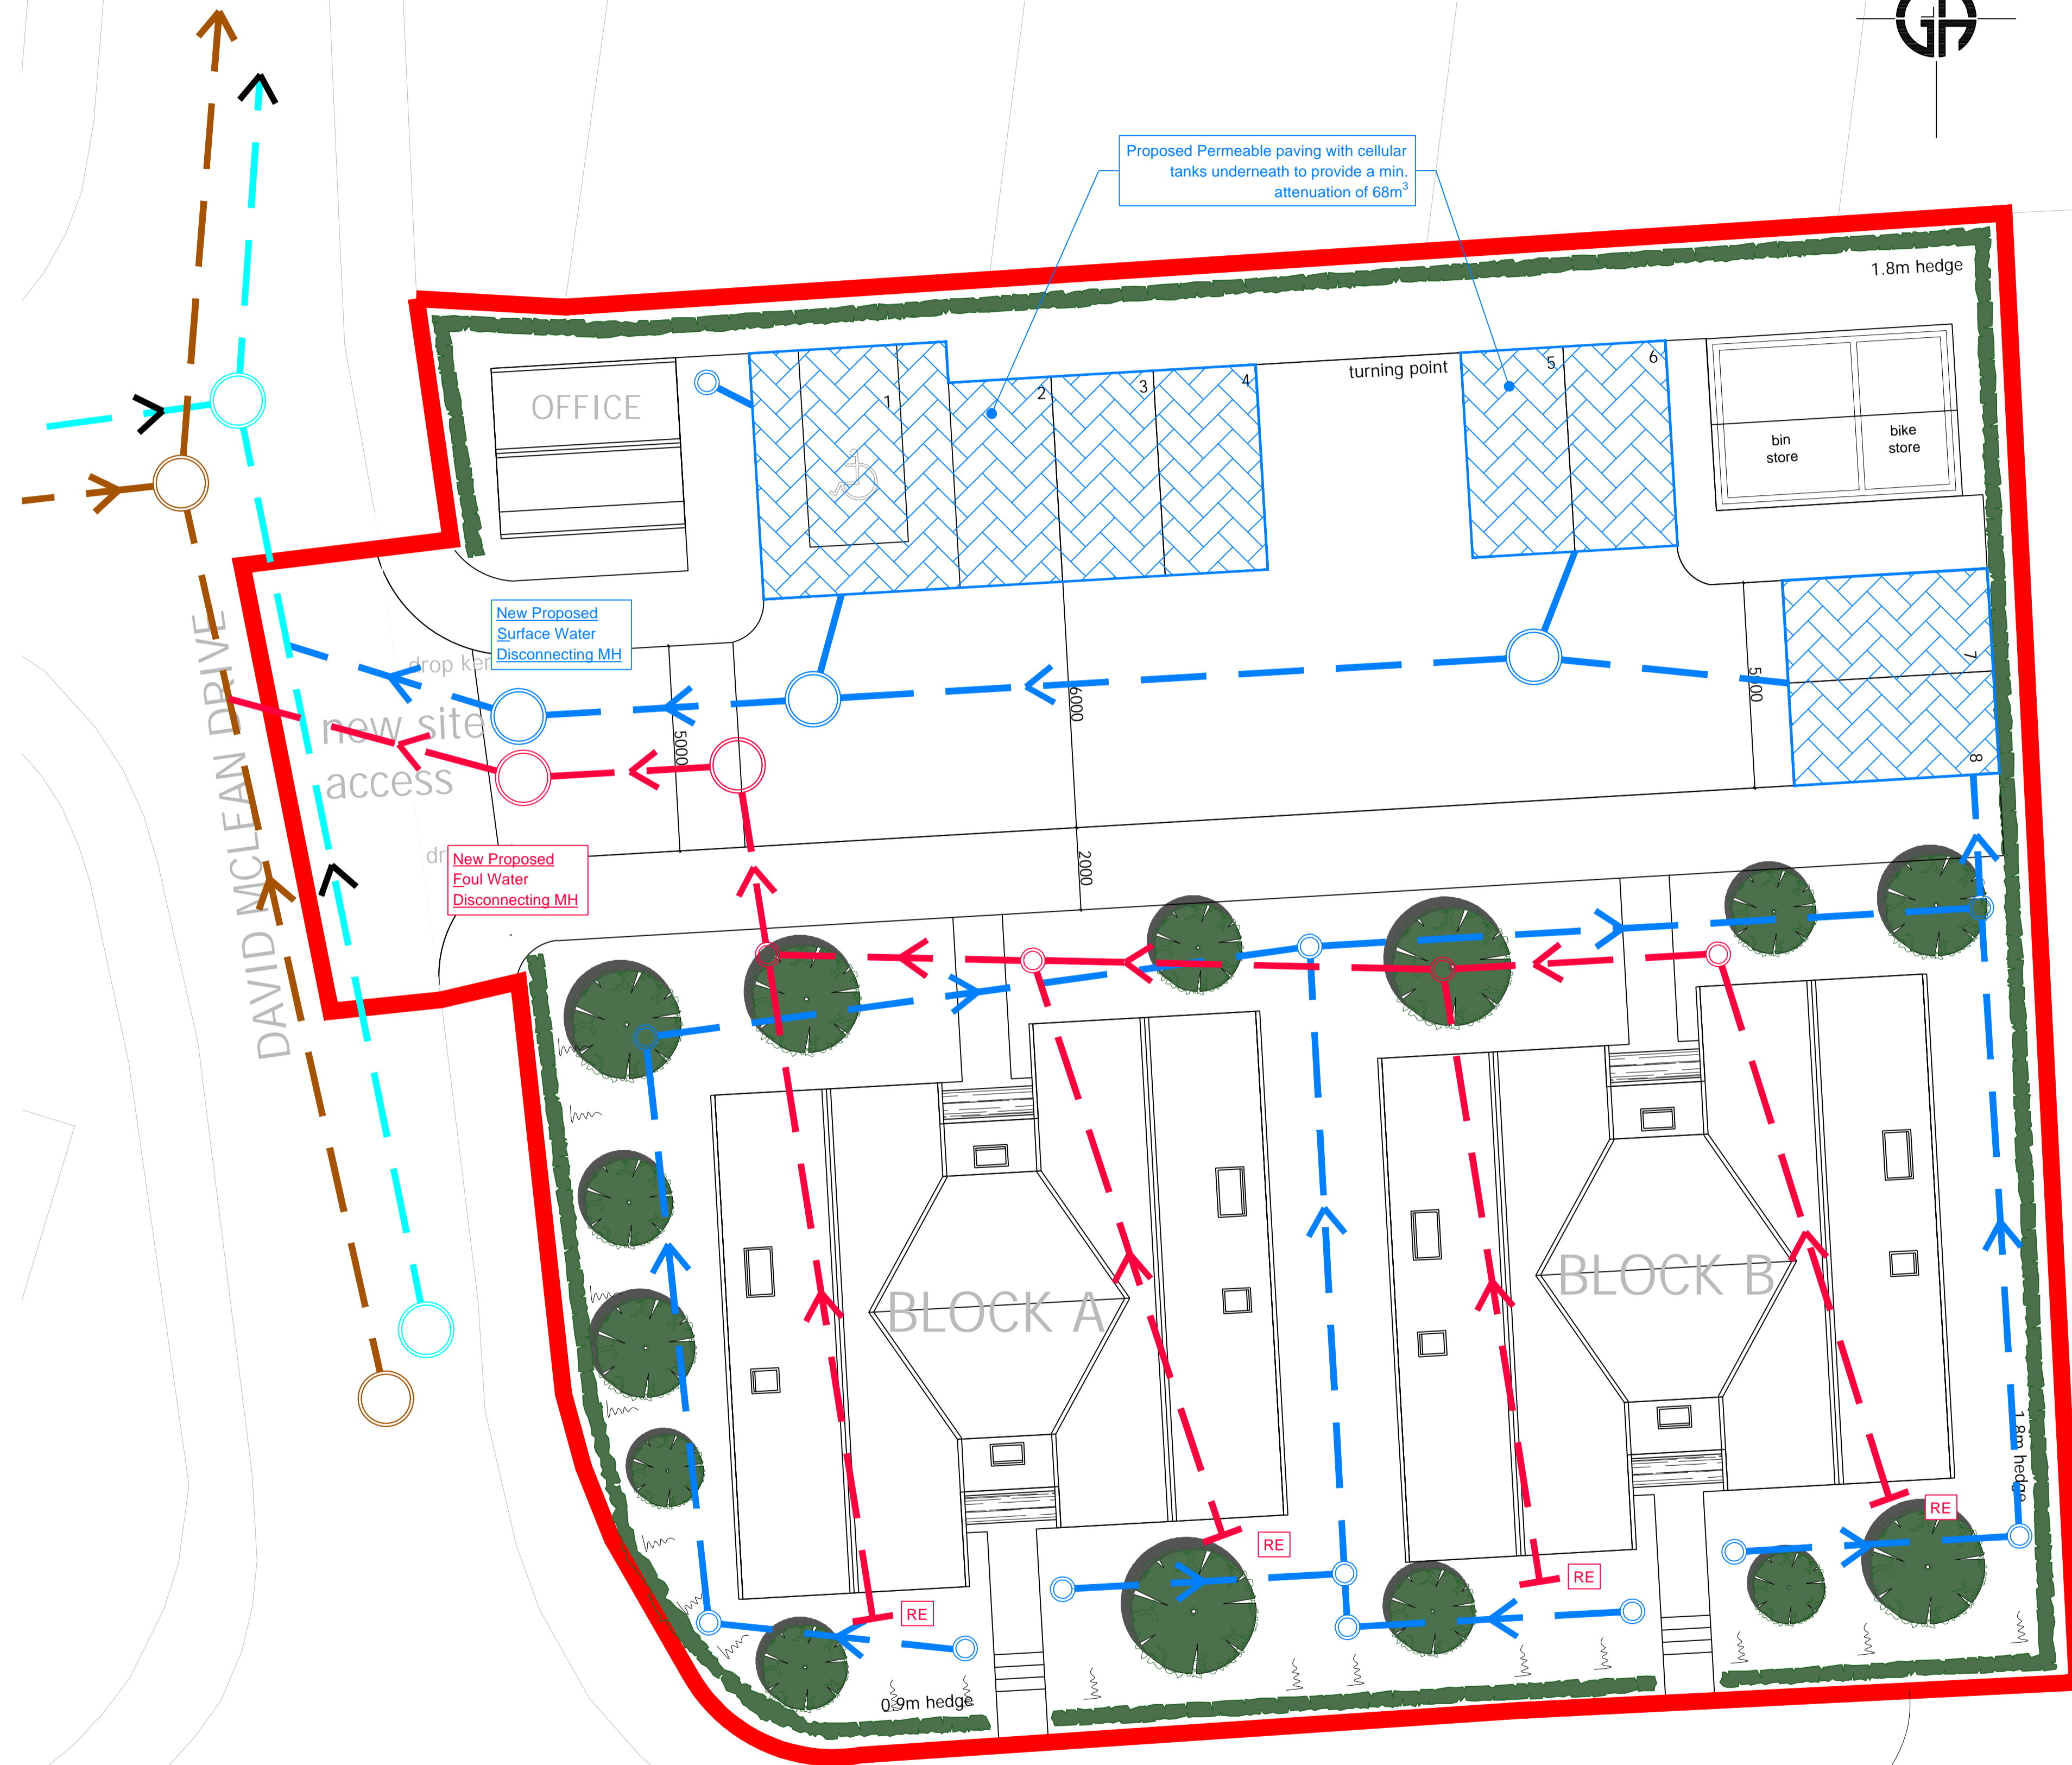 GA
Proposed Permeable paving with cellular
tanks underneath to provide a min.
attenuation of 68m³
1.8m hedge
OFFICE
1
2
3
4
turning point
5
6
bin
store
bike
store
7
8
New Proposed
Surface Water
Disconnecting MH
drop ker
new site
access
5000
6000
5000
2000
DAVID MCLEAN DRIVE
dr
New Proposed
Foul Water
Disconnecting MH
BLOCK A
BLOCK B
1.8m hedge
RE
RE
RE
RE
0.9m hedge